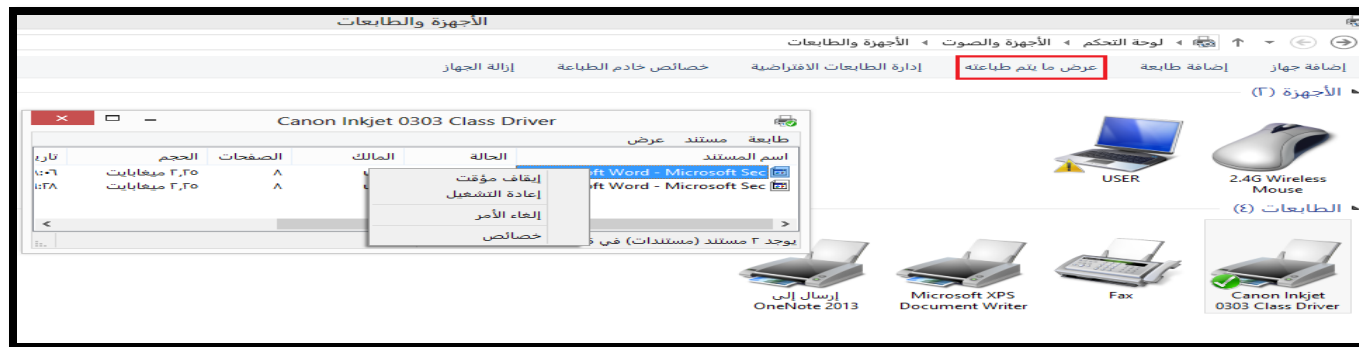 الأجهزة والطابعات
لوحة التحكم ◂ الأجهزة والصوت ◂ الأجهزة والطابعات
إضافة جهاز إضافة طابعة عرض ما يتم طباعته إدارة الطابعات الافتراضية خصائص خادم الطباعة إزالة الجهاز
الأجهزة (٢)
2.4G Wireless
Mouse
USER
الطابعات (٤)
Canon Inkjet
0303 Class Driver
Fax
Microsoft XPS
Document Writer
إرسال إلى
OneNote 2013
Canon Inkjet 0303 Class Driver
طابعة مستند عرض
اسم المستند الحالة المالك الصفحات الحجم
ft Word - Microsoft Sec ٨ ٢,٢٥ ميغابايت
ft Word - Microsoft Sec ٨ ٢,٢٥ ميغابايت
يوجد ٢ مستند (مستندات) في
إيقاف مؤقت
إعادة التشغيل
إلغاء الأمر
خصائص